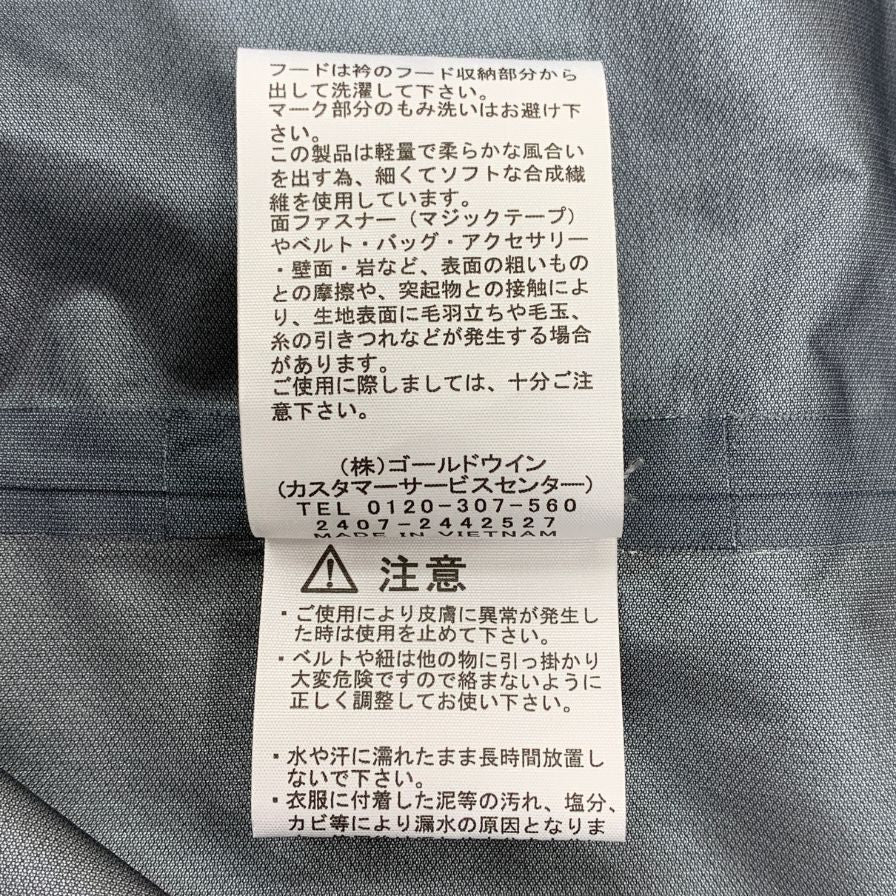 フードは衿のフード収納部分から
出して洗濯して下さい。
マーク部分のもみ洗いはお避け下
さい。
この製品は軽量で柔らかな風合い
を出す為、細くてソフトな合成繊
維を使用しています。
面ファスナー（マジックテープ）
やベルト・バッグ・アクセサリー
・壁面・岩など、表面の粗いもの
との摩擦や、突起物との接触によ
り、生地表面に毛羽立ちや毛玉、
糸の引きつれなどが発生する場合
があります。
ご使用に際しましては、十分ご注
意下さい。
（株）ゴールドウイン
(カスタマーサービスセンター)
TEL 0120-307-560
2407-2442527
MADE IN VIETNAM
注意
・ご使用により皮膚に異常が発生し
た時は使用を止めて下さい。
・ベルトや紐は他の物に引っ掛かり
大変危険ですので絡まないように
正しく調整してお使い下さい。
・水や汗に濡れたまま長時間放置し
ないで下さい。
・衣服に付着した泥等の汚れ、塩分、
カビ等により漏水の原因となりま